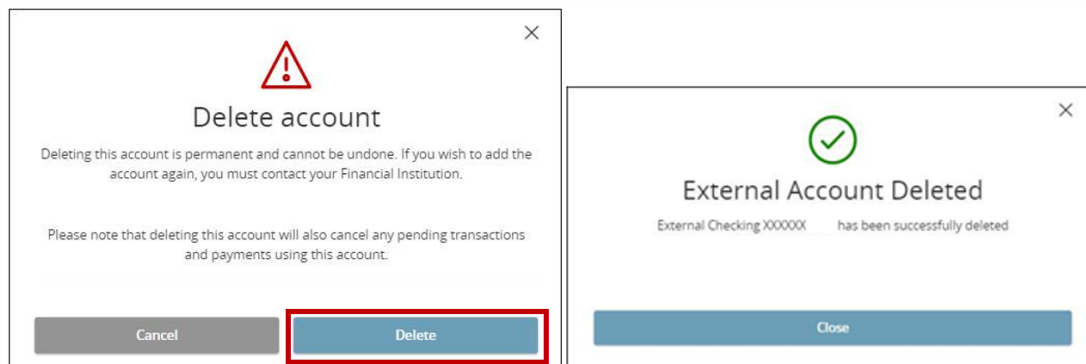 Delete account
Deleting this account is permanent and cannot be undone. If you wish to add the
account again, you must contact your Financial Institution.
Please note that deleting this account will also cancel any pending transactions
and payments using this account.
Cancel
Delete
External Account Deleted
External Checking XXXXXX has been successfully deleted
Close